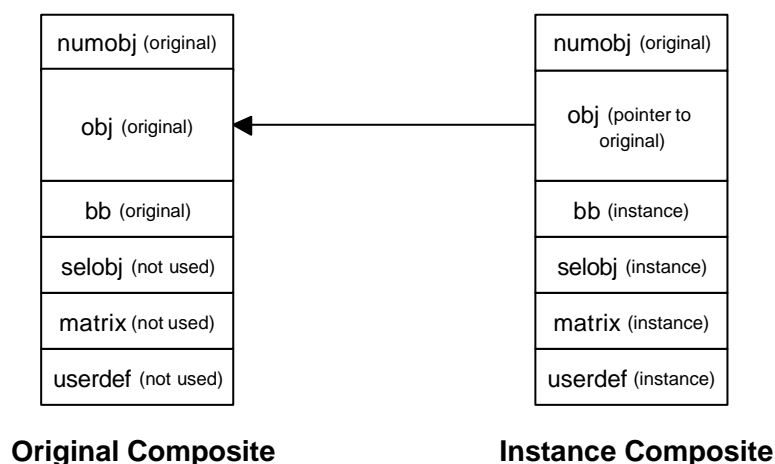 numobj (original)
obj (original)
bb (original)
selobj (not used)
matrix (not used)
userdef (not used)
Original Composite
numobj (original)
obj (pointer to
original)
bb (instance)
selobj (instance)
matrix (instance)
userdef (instance)
Instance Composite